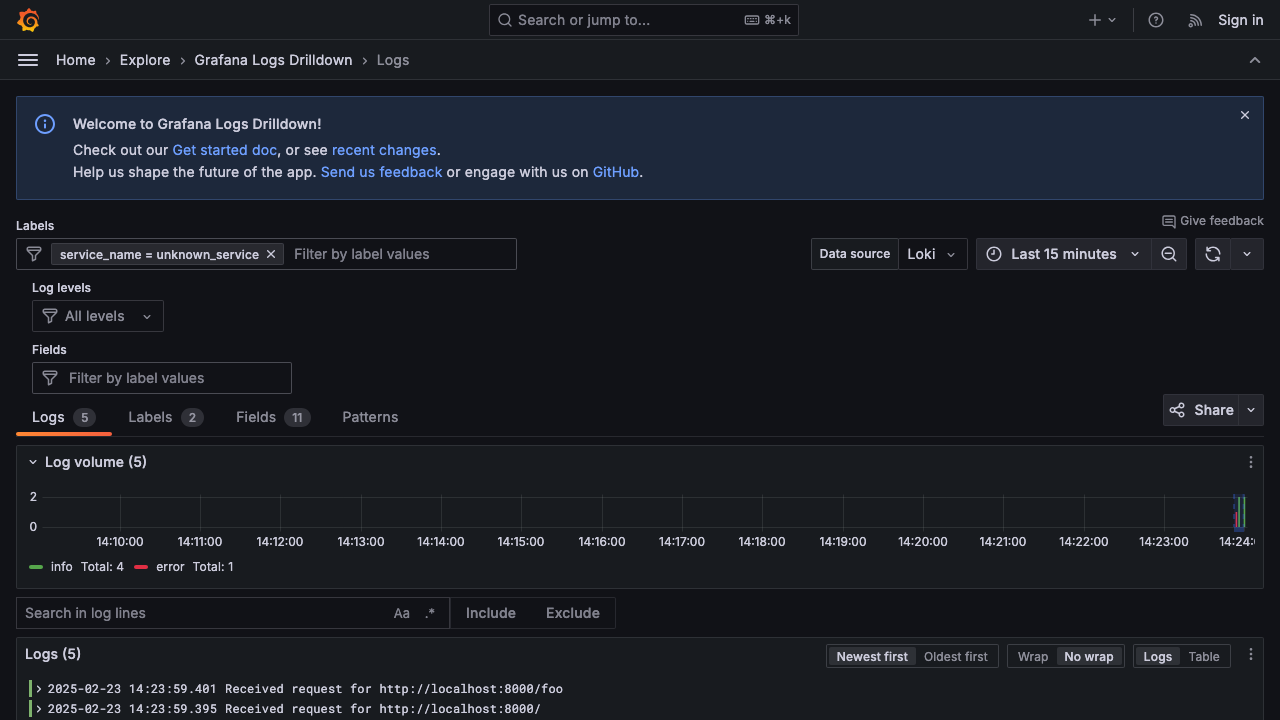 Search or jump to... ⌘+k Sign in
Home › Explore › Grafana Logs Drilldown › Logs
Welcome to Grafana Logs Drilldown!
Check out our Get started doc, or see recent changes.
Help us shape the future of the app. Send us feedback or engage with us on GitHub.
Give feedback
Labels
service_name = unknown_service Filter by label values Data source Loki Last 15 minutes
Log levels
All levels
Fields
Filter by label values
Logs 5 Labels 2 Fields 11 Patterns Share
Log volume (5)
2
0
14:10:00 14:11:00 14:12:00 14:13:00 14:14:00 14:15:00 14:16:00 14:17:00 14:18:00 14:19:00 14:20:00 14:21:00 14:22:00 14:23:00 14:24:
info Total: 4 error Total: 1
Search in log lines Aa .* Include Exclude
Logs (5) Newest first Oldest first Wrap No wrap Logs Table
2025-02-23 14:23:59.401 Received request for http://localhost:8000/foo
2025-02-23 14:23:59.395 Received request for http://localhost:8000/